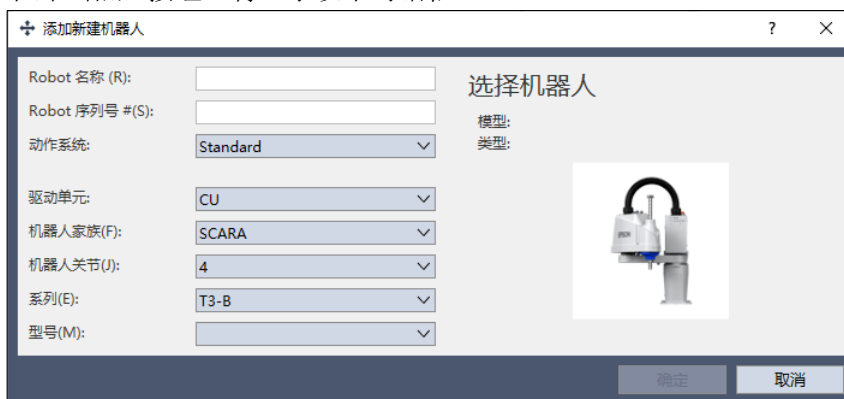 添加新建机器人
Robot 名称 (R):
Robot 序列号 #(S):
动作系统: Standard
驱动单元: CU
机器人家族(F): SCARA
机器人关节(J): 4
系列(E): T3-B
型号(M):
选择机器人
模型:
类型:
EPSON
确定 取消